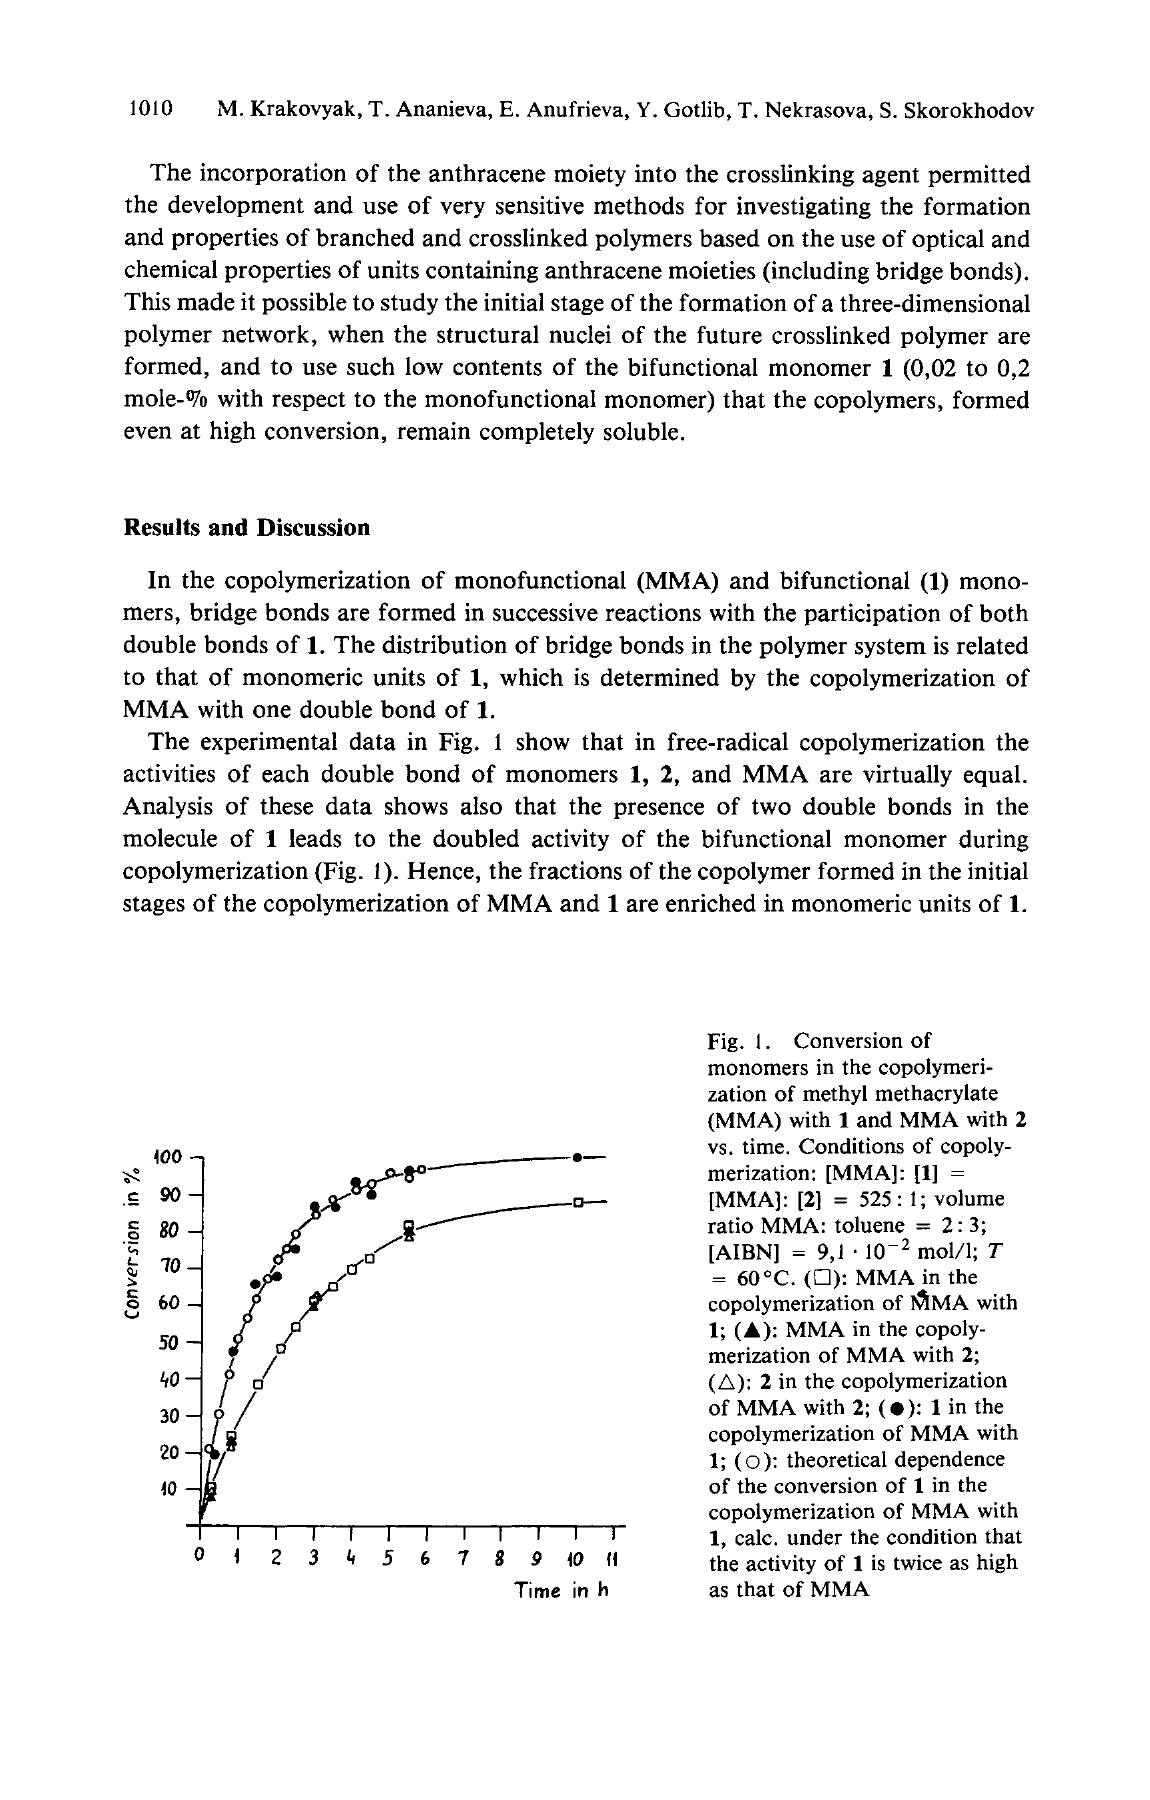 1010 M. Krakovyak, T. Ananieva, E. Anufrieva, Y. Gotlib, T. Nekrasova, S. Skorokhodov
The incorporation of the anthracene moiety into the crosslinking agent permitted
the development and use of very sensitive methods for investigating the formation
and properties of branched and crosslinked polymers based on the use of optical and
chemical properties of units containing anthracene moieties (including bridge bonds).
This made it possible to study the initial stage of the formation of a three-dimensional
polymer network, when the structural nuclei of the future crosslinked polymer are
formed, and to use such low contents of the bifunctional monomer 1 (0,02 to 0,2
mole-% with respect to the monofunctional monomer) that the copolymers, formed
even at high conversion, remain completely soluble.
Results and Discussion
In the copolymerization of monofunctional (MMA) and bifunctional (1) mono-
mers, bridge bonds are formed in successive reactions with the participation of both
double bonds of 1. The distribution of bridge bonds in the polymer system is related
to that of monomeric units of 1, which is determined by the copolymerization of
MMA with one double bond of 1.
The experimental data in Fig. 1 show that in free-radical copolymerization the
activities of each double bond of monomers 1, 2, and MMA are virtually equal.
Analysis of these data shows also that the presence of two double bonds in the
molecule of 1 leads to the doubled activity of the bifunctional monomer during
copolymerization (Fig. 1). Hence, the fractions of the copolymer formed in the initial
stages of the copolymerization of MMA and 1 are enriched in monomeric units of 1.
Conversion in %
100
90
80
70
60
50
40
30
20
10
0 1 2 3 4 5 6 7 8 9 10 11
Time in h
Fig. 1. Conversion of
monomers in the copolymeri-
zation of methyl methacrylate
(MMA) with 1 and MMA with 2
vs. time. Conditions of copoly-
merization: [MMA]: [1] =
[MMA]: [2] = 525: 1; volume
ratio MMA: toluene = 2:3;
[AIBN] = 9,1 · 10⁻² mol/l; T
= 60°C. (□): MMA in the
copolymerization of MMA with
1; (▲): MMA in the copoly-
merization of MMA with 2;
(△): 2 in the copolymerization
of MMA with 2; (●): 1 in the
copolymerization of MMA with
1; (○): theoretical dependence
of the conversion of 1 in the
copolymerization of MMA with
1, calc. under the condition that
the activity of 1 is twice as high
as that of MMA